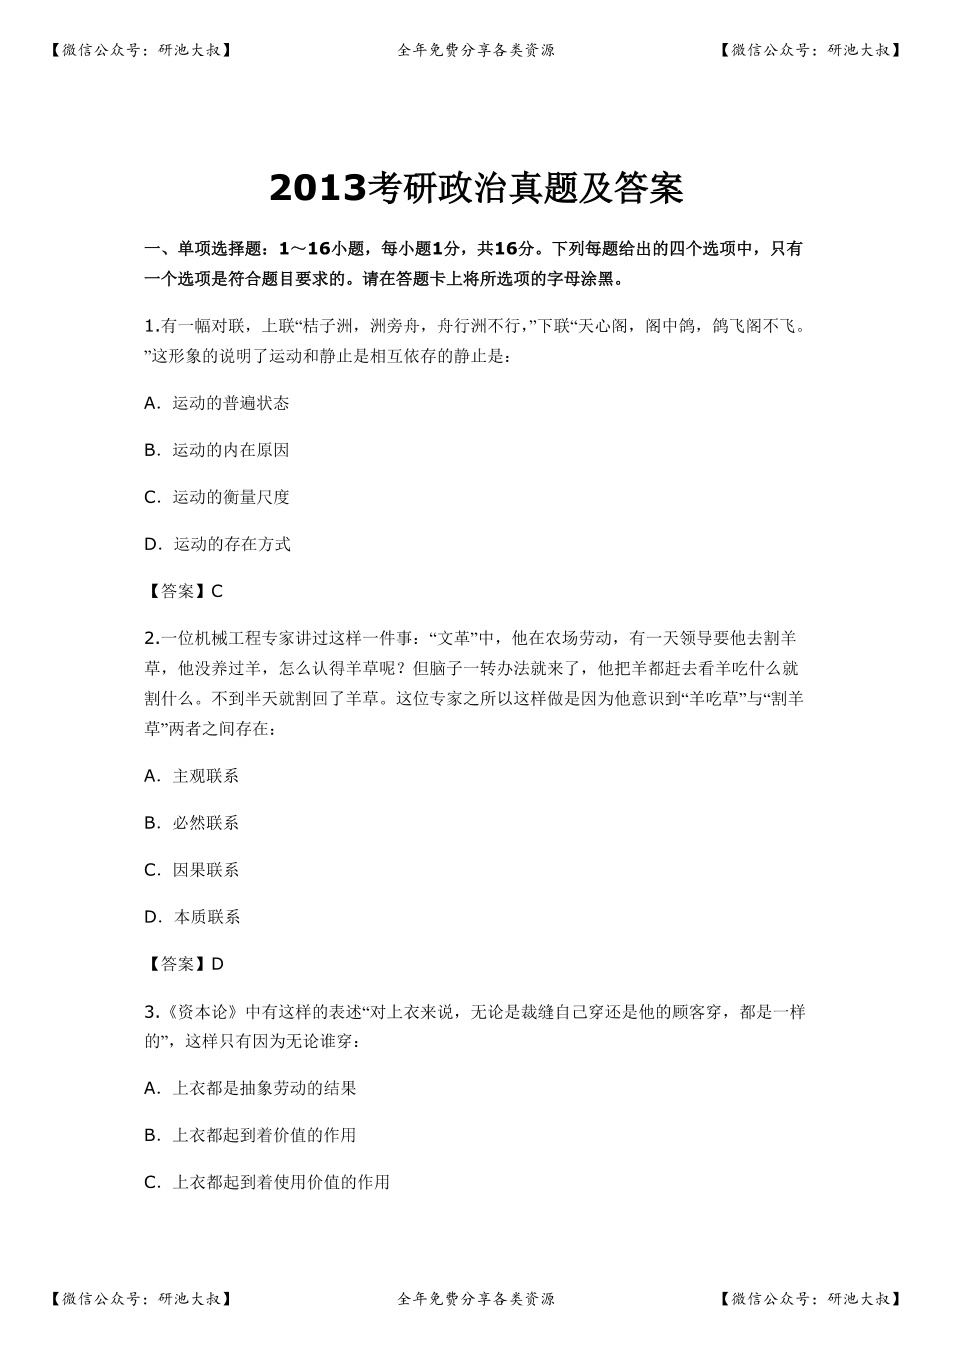 【微信公众号：研池大叔】 全年免费分享各类资源 【微信公众号：研池大叔】
2013考研政治真题及答案
一、单项选择题：1～16小题，每小题1分，共16分。下列每题给出的四个选项中，只有
一个选项是符合题目要求的。请在答题卡上将所选项的字母涂黑。
1.有一幅对联，上联“桔子洲，洲旁舟，舟行洲不行，”下联“天心阁，阁中鸽，鸽飞阁不飞。
”这形象的说明了运动和静止是相互依存的静止是：
A．运动的普遍状态
B．运动的内在原因
C．运动的衡量尺度
D．运动的存在方式
【答案】C
2.一位机械工程专家讲过这样一件事：“文革”中，他在农场劳动，有一天领导要他去割羊
草，他没养过羊，怎么认得羊草呢？但脑子一转办法就来了，他把羊都赶去看羊吃什么就
割什么。不到半天就割回了羊草。这位专家之所以这样做是因为他意识到“羊吃草”与“割羊
草”两者之间存在：
A．主观联系
B．必然联系
C．因果联系
D．本质联系
【答案】D
3.《资本论》中有这样的表述“对上衣来说，无论是裁缝自己穿还是他的顾客穿，都是一样
的”，这样只有因为无论谁穿：
A．上衣都是抽象劳动的结果
B．上衣都起到着价值的作用
C．上衣都起到着使用价值的作用
【微信公众号：研池大叔】 全年免费分享各类资源 【微信公众号：研池大叔】